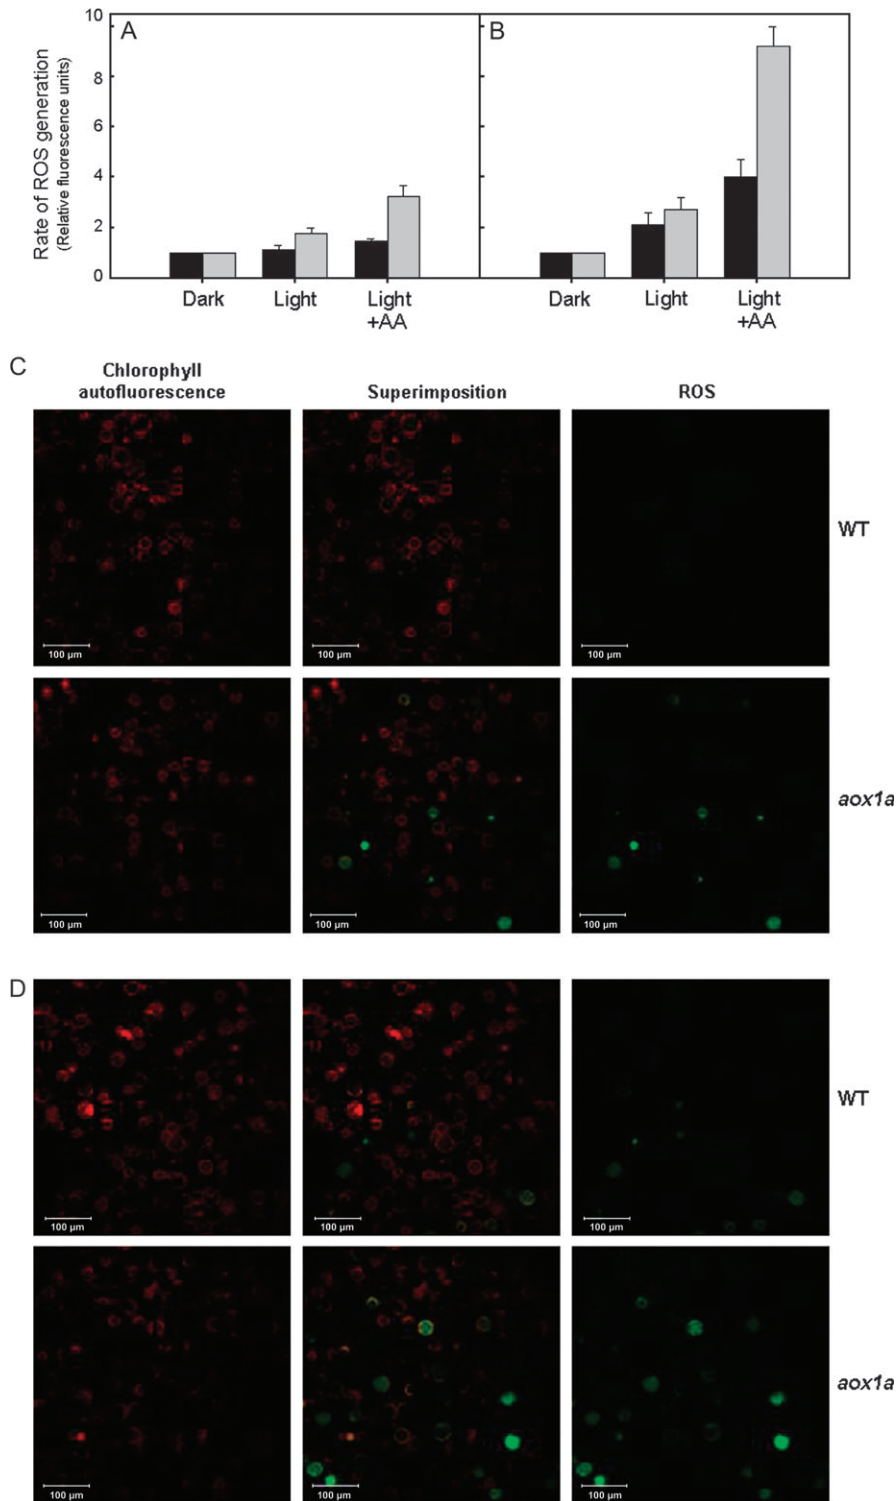 A
B
Rate of ROS generation
(Relative fluorescence units)
10
8
6
4
2
0
Dark
Light
Light
+AA
Dark
Light
Light
+AA
C
Chlorophyll
autofluorescence
Superimposition
ROS
100 µm
100 µm
100 µm
WT
100 µm
100 µm
100 µm
aox1a
D
100 µm
100 µm
100 µm
WT
100 µm
100 µm
100 µm
aox1a